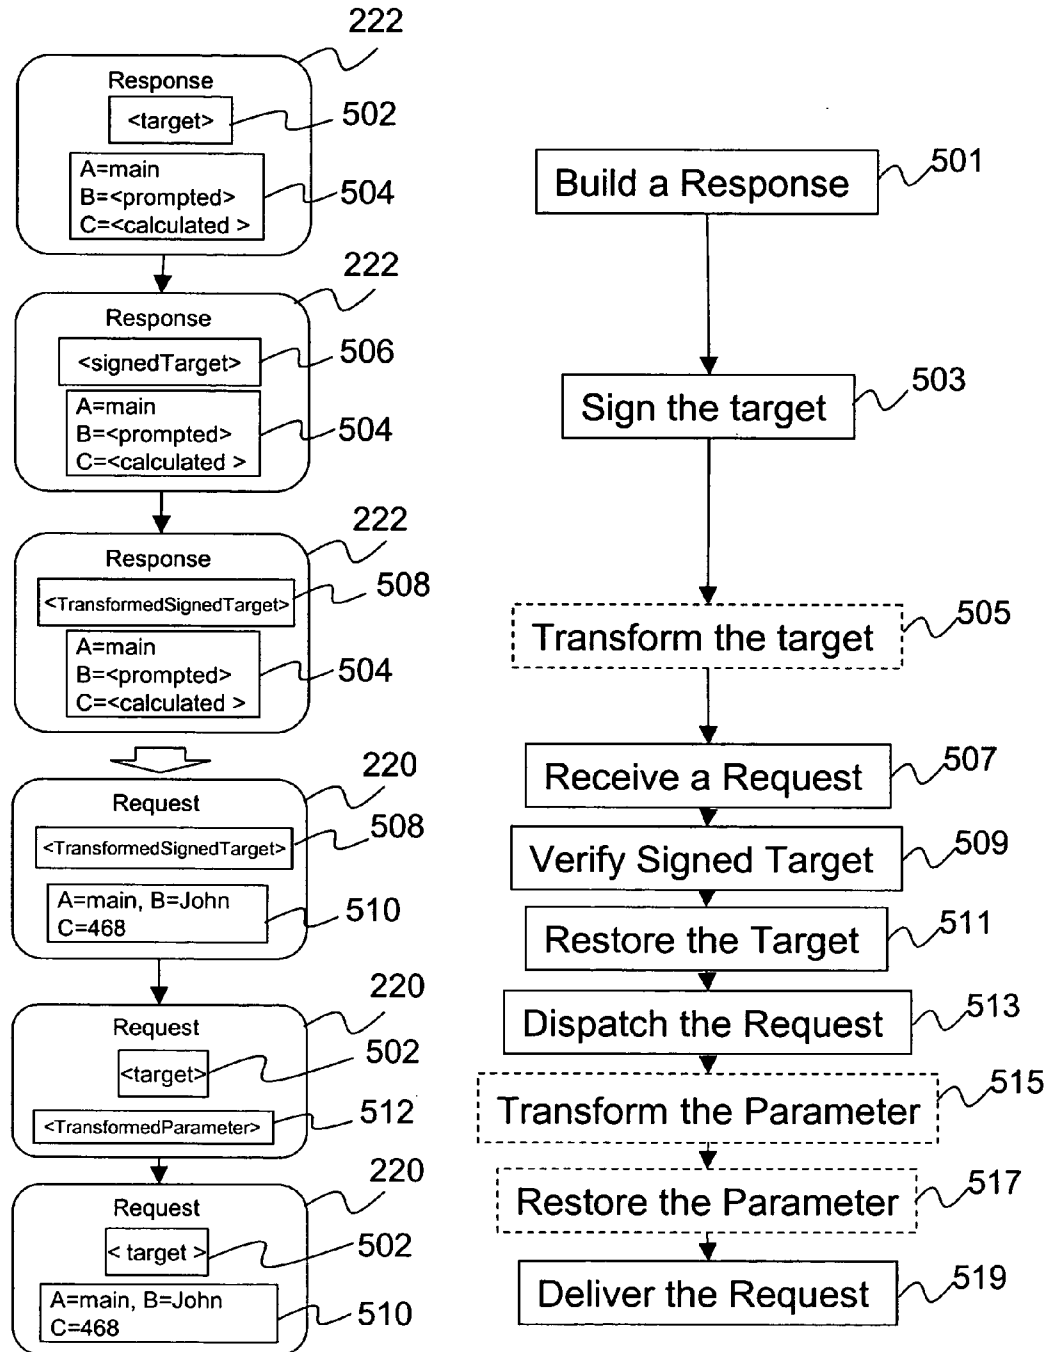 222
Response
<target>
502
A=main
B=<prompted>
C=<calculated >
504
222
Response
<signedTarget>
506
A=main
B=<prompted>
C=<calculated >
504
222
Response
<TransformedSignedTarget>
508
A=main
B=<prompted>
C=<calculated >
504
220
Request
<TransformedSignedTarget>
508
A=main, B=John
C=468
510
220
Request
<target>
502
<TransformedParameter>
512
220
Request
< target >
502
A=main, B=John
C=468
510
Build a Response
501
Sign the target
503
Transform the target
505
Receive a Request
507
Verify Signed Target
509
Restore the Target
511
Dispatch the Request
513
Transform the Parameter
515
Restore the Parameter
517
Deliver the Request
519